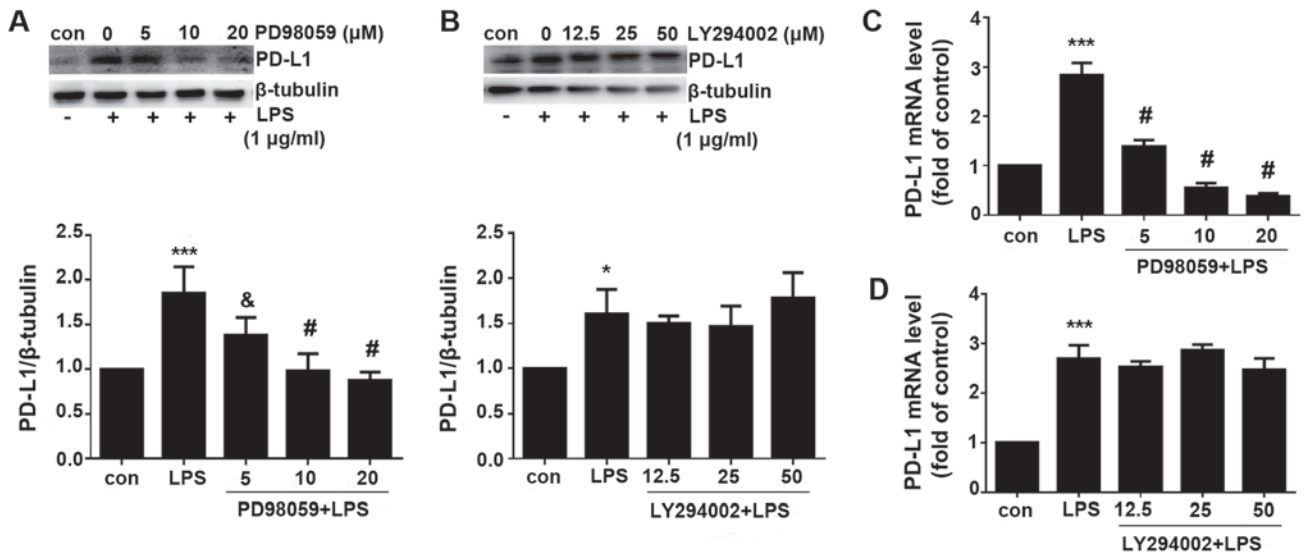 A
con 0 5 10 20 PD98059 (μM)
PD-L1
β-tubulin
- + + + + LPS
(1 μg/ml)
PD-L1/β-tubulin
2.5
2.0
1.5
1.0
0.5
0.0
***
&
#
#
con LPS 5 10 20
PD98059+LPS
B
con 0 12.5 25 50 LY294002 (μM)
PD-L1
β-tubulin
- + + + + LPS
(1 μg/ml)
PD-L1/β-tubulin
2.5
2.0
1.5
1.0
0.5
0.0
*
con LPS 12.5 25 50
LY294002+LPS
C
PD-L1 mRNA level
(fold of control)
4
3
2
1
0
***
#
#
#
con LPS 5 10 20
PD98059+LPS
D
PD-L1 mRNA level
(fold of control)
4
3
2
1
0
***
con LPS 12.5 25 50
LY294002+LPS